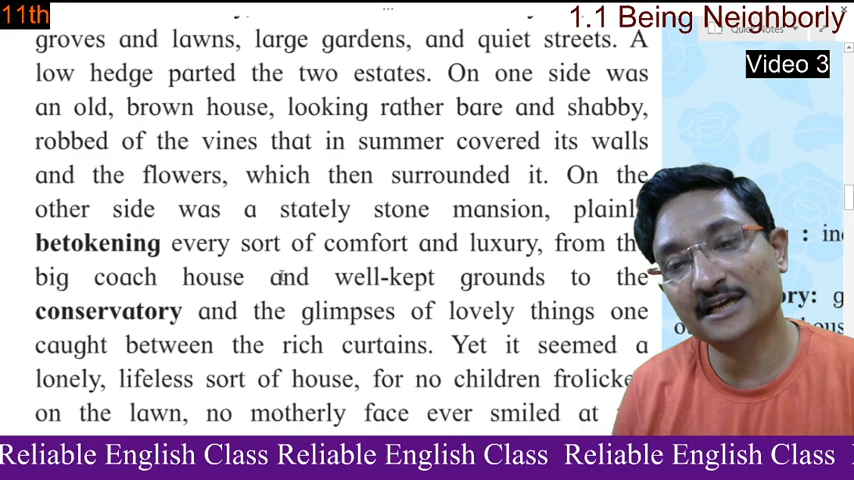 11th
1.1 Being Neighborly
Video 3
groves and lawns, large gardens, and quiet streets. A
low hedge parted the two estates. On one side was
an old, brown house, looking rather bare and shabby,
robbed of the vines that in summer covered its walls
and the flowers, which then surrounded it. On the
other side was a stately stone mansion,
betokening every sort of comfort and luxury, from
big coach house and well-kept grounds to the
conservatory and the glimpses of lovely things one
caught between the rich curtains. Yet it seemed a
lonely, lifeless sort of house, for no children
on the lawn, no motherly face ever smiled at
Reliable English Class Reliable English Class Reliable English Class